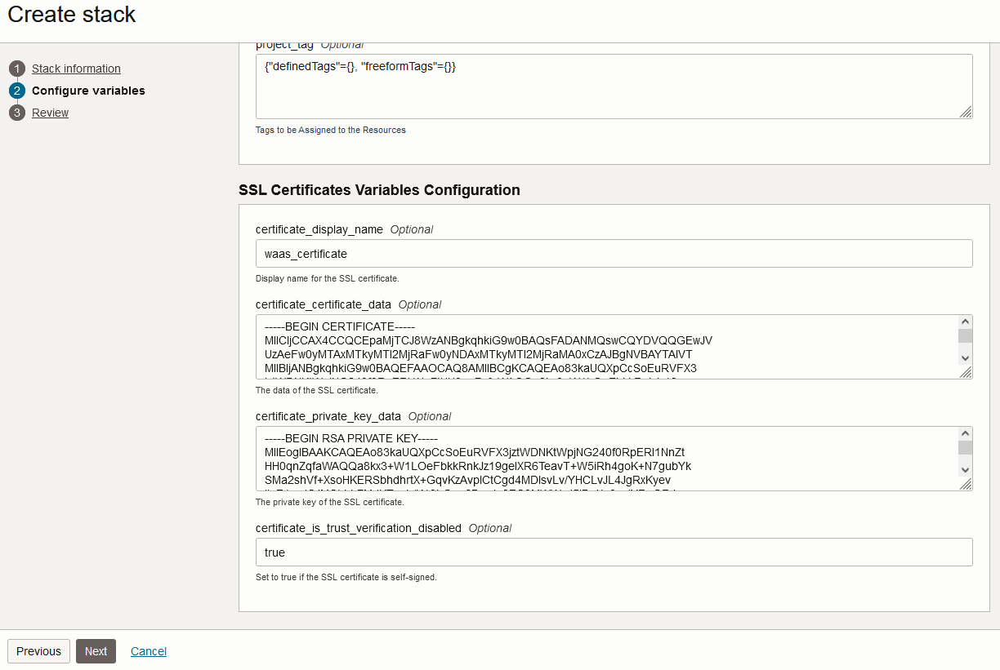 Create stack
1 Stack information
2 Configure variables
3 Review
project_tag Optional
{"definedTags"={}, "freeformTags"={}}
Tags to be Assigned to the Resources
SSL Certificates Variables Configuration
certificate_display_name Optional
waas_certificate
Display name for the SSL certificate.
certificate_certificate_data Optional
-----BEGIN CERTIFICATE-----
MIICljCCAX4CCQCEpaMjTCJ8WzANBgkqhkiG9w0BAQsFADANMQswCQYDVQQGEwJV
UzAeFw0yMTAxMTkyMTI2MjRaFw0yNDAxMTkyMTI2MjRaMA0xCzAJBgNVBAYTAlVT
MIIBIjANBgkqhkiG9w0BAQEFAAOCAQ8AMIIBCgKCAQEAo83kaUQXpCcSoEuRVFX3
The data of the SSL certificate.
certificate_private_key_data Optional
-----BEGIN RSA PRIVATE KEY-----
MIIEogIBAAKCAQEAo83kaUQXpCcSoEuRVFX3jztWDNKtWpjNG240f0RpERl1NnZt
HH0qnZqfaWAQQa8kx3+W1LOeFbkkRnkJz19gelXR6TeavT+W5iRh4goK+N7gubYk
SMa2shVf+XsoHKERSbhdhrtX+GqvKzAvplCtCgd4MDlsvLv/YHCLvJL4JgRxKyev
The private key of the SSL certificate.
certificate_is_trust_verification_disabled Optional
true
Set to true if the SSL certificate is self-signed.
Previous Next Cancel